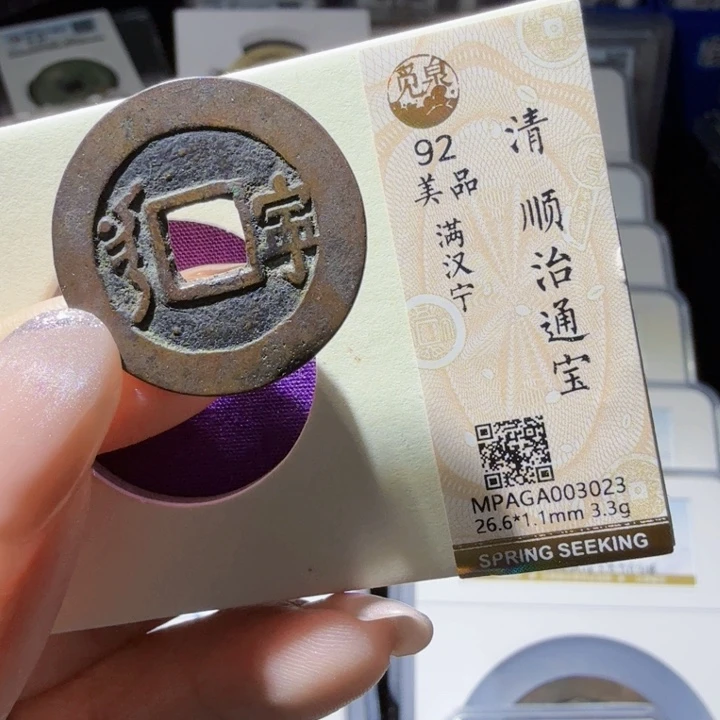 觅泉
92
美品
满汉宁
清
顺治通宝
MPAGA003023
26.6*1.1mm 3.3g
SPRING SEEKING